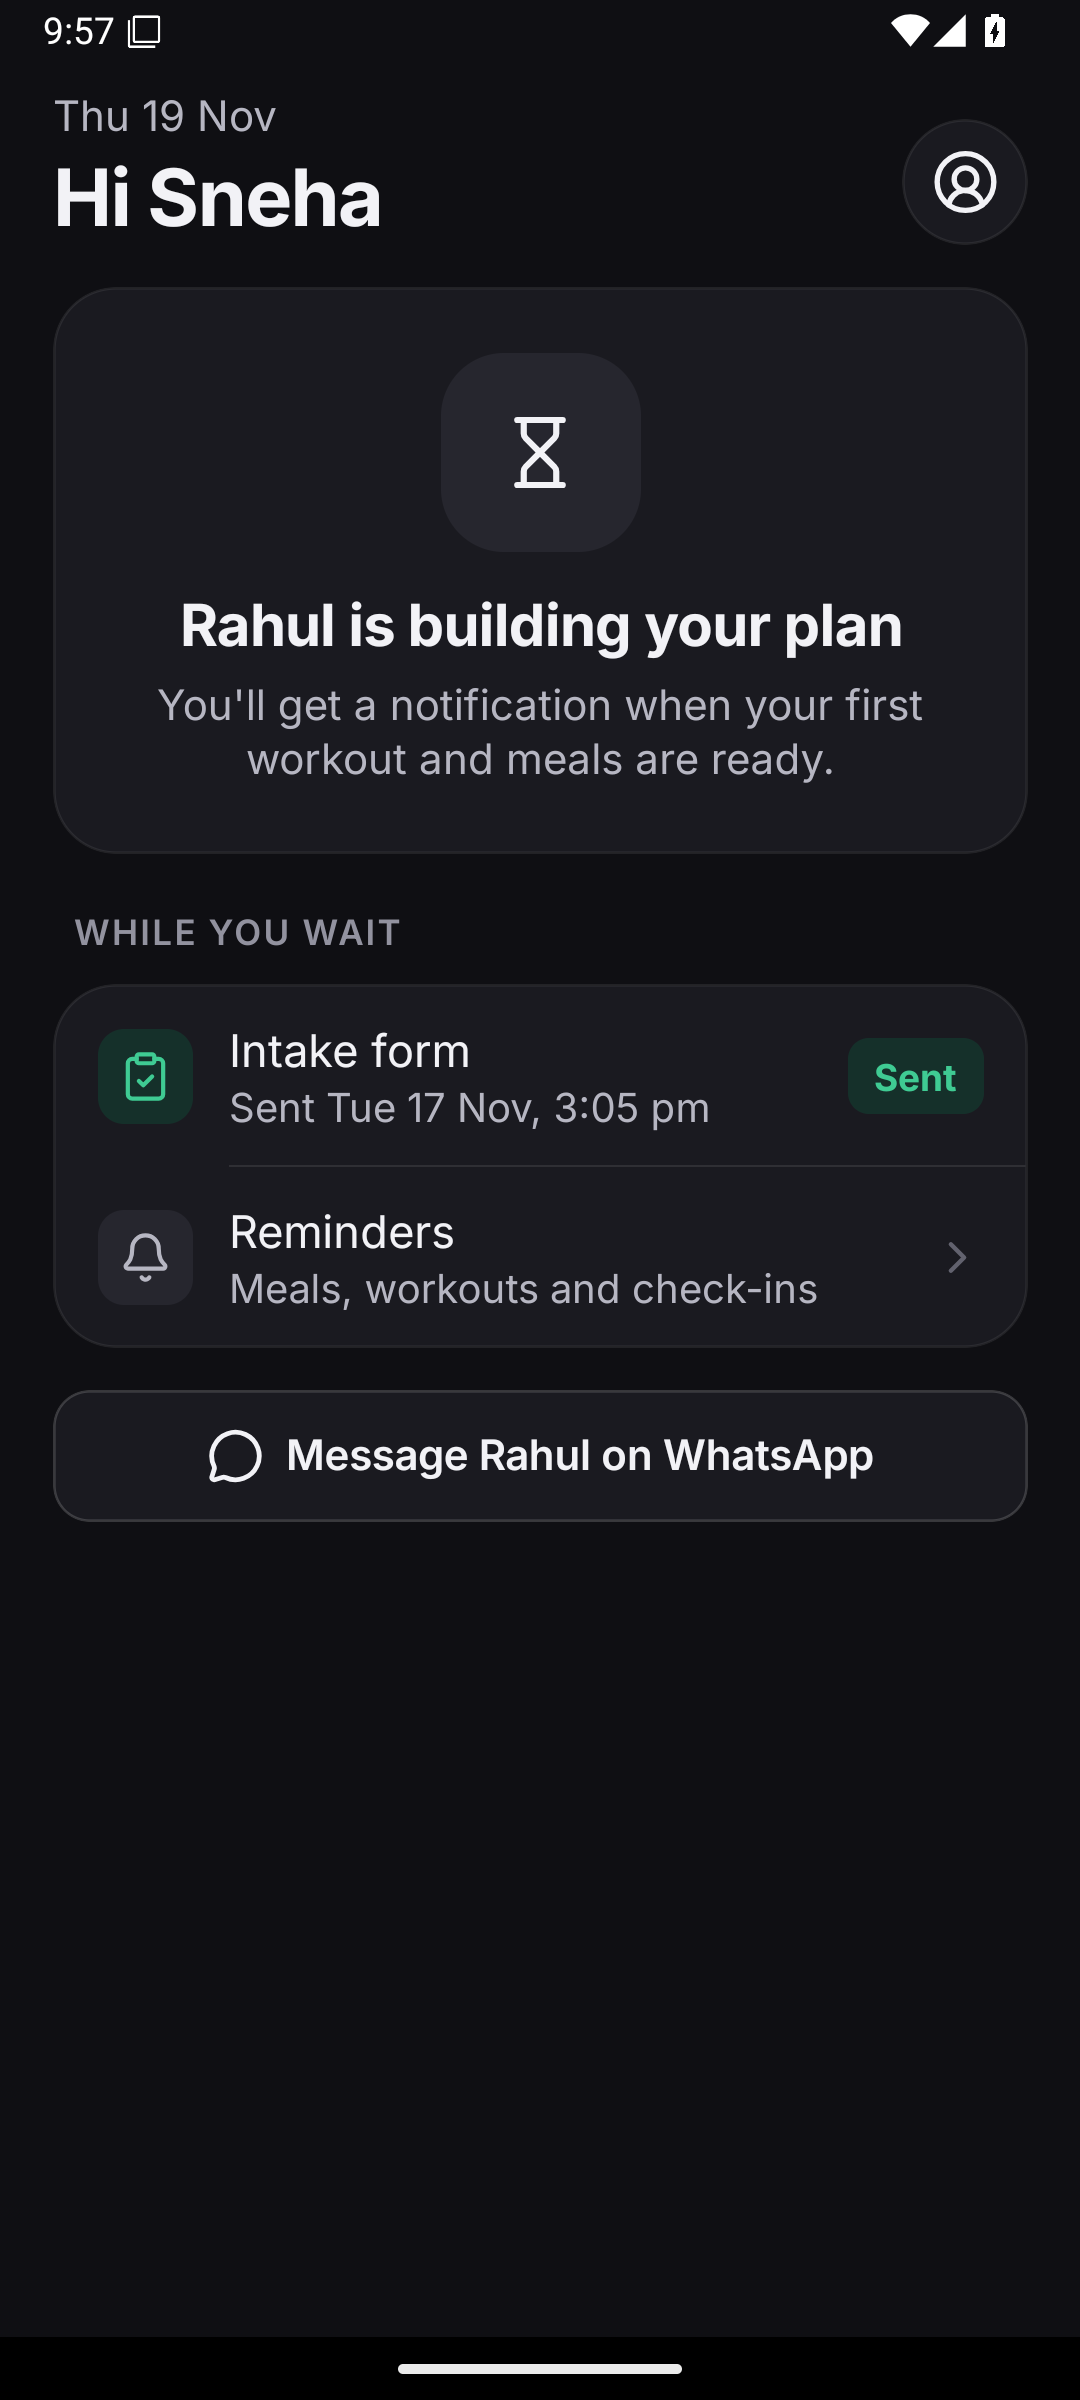 9:57
Thu 19 Nov
Hi Sneha
Rahul is building your plan
You'll get a notification when your first
workout and meals are ready.
WHILE YOU WAIT
Intake form
Sent Tue 17 Nov, 3:05 pm
Sent
Reminders
Meals, workouts and check-ins
Message Rahul on WhatsApp